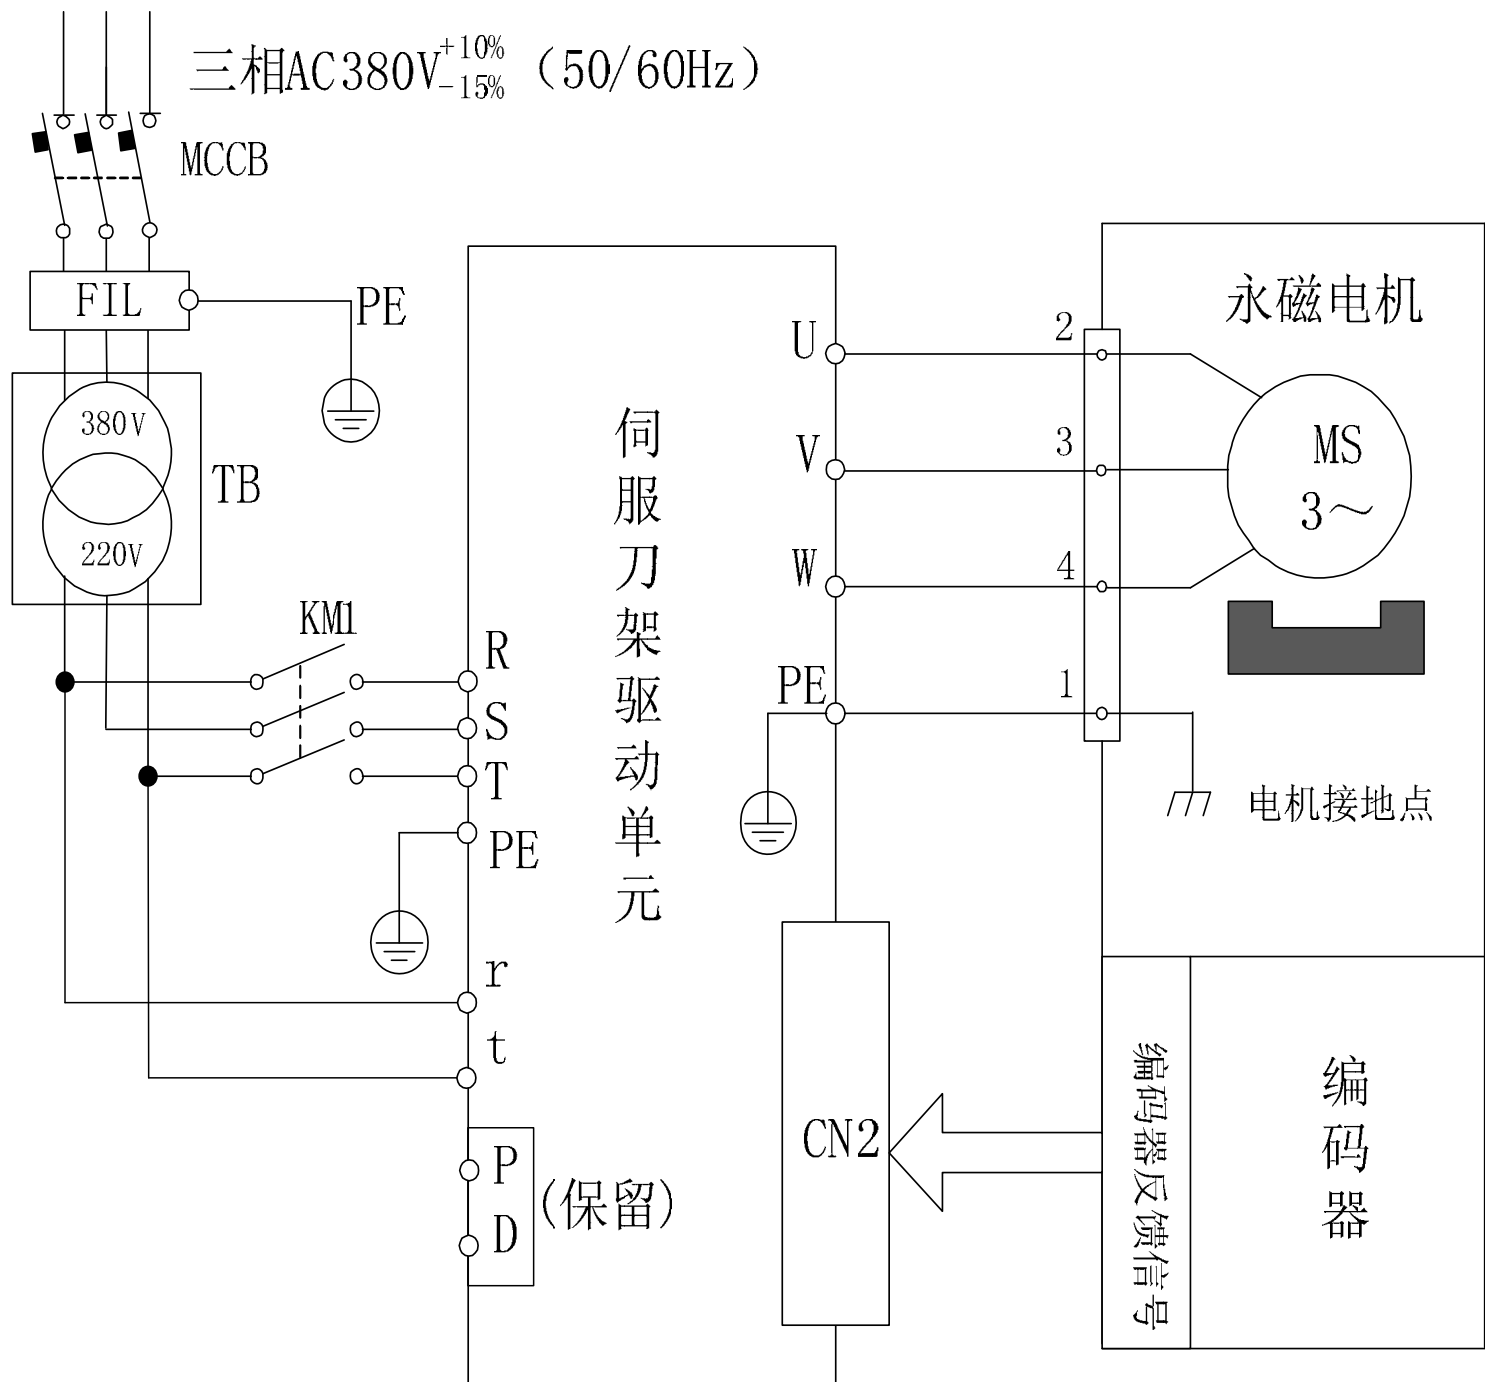 三相AC380V+10%-15%（50/60Hz）
MCCB
FIL
PE
380V
220V
TB
KM1
R
S
T
PE
r
t
P
D
(保留)
伺服刀架驱动单元
U
V
W
PE
CN2
2
3
4
1
永磁电机
MS
3～
电机接地点
编码器反馈信号
编码器